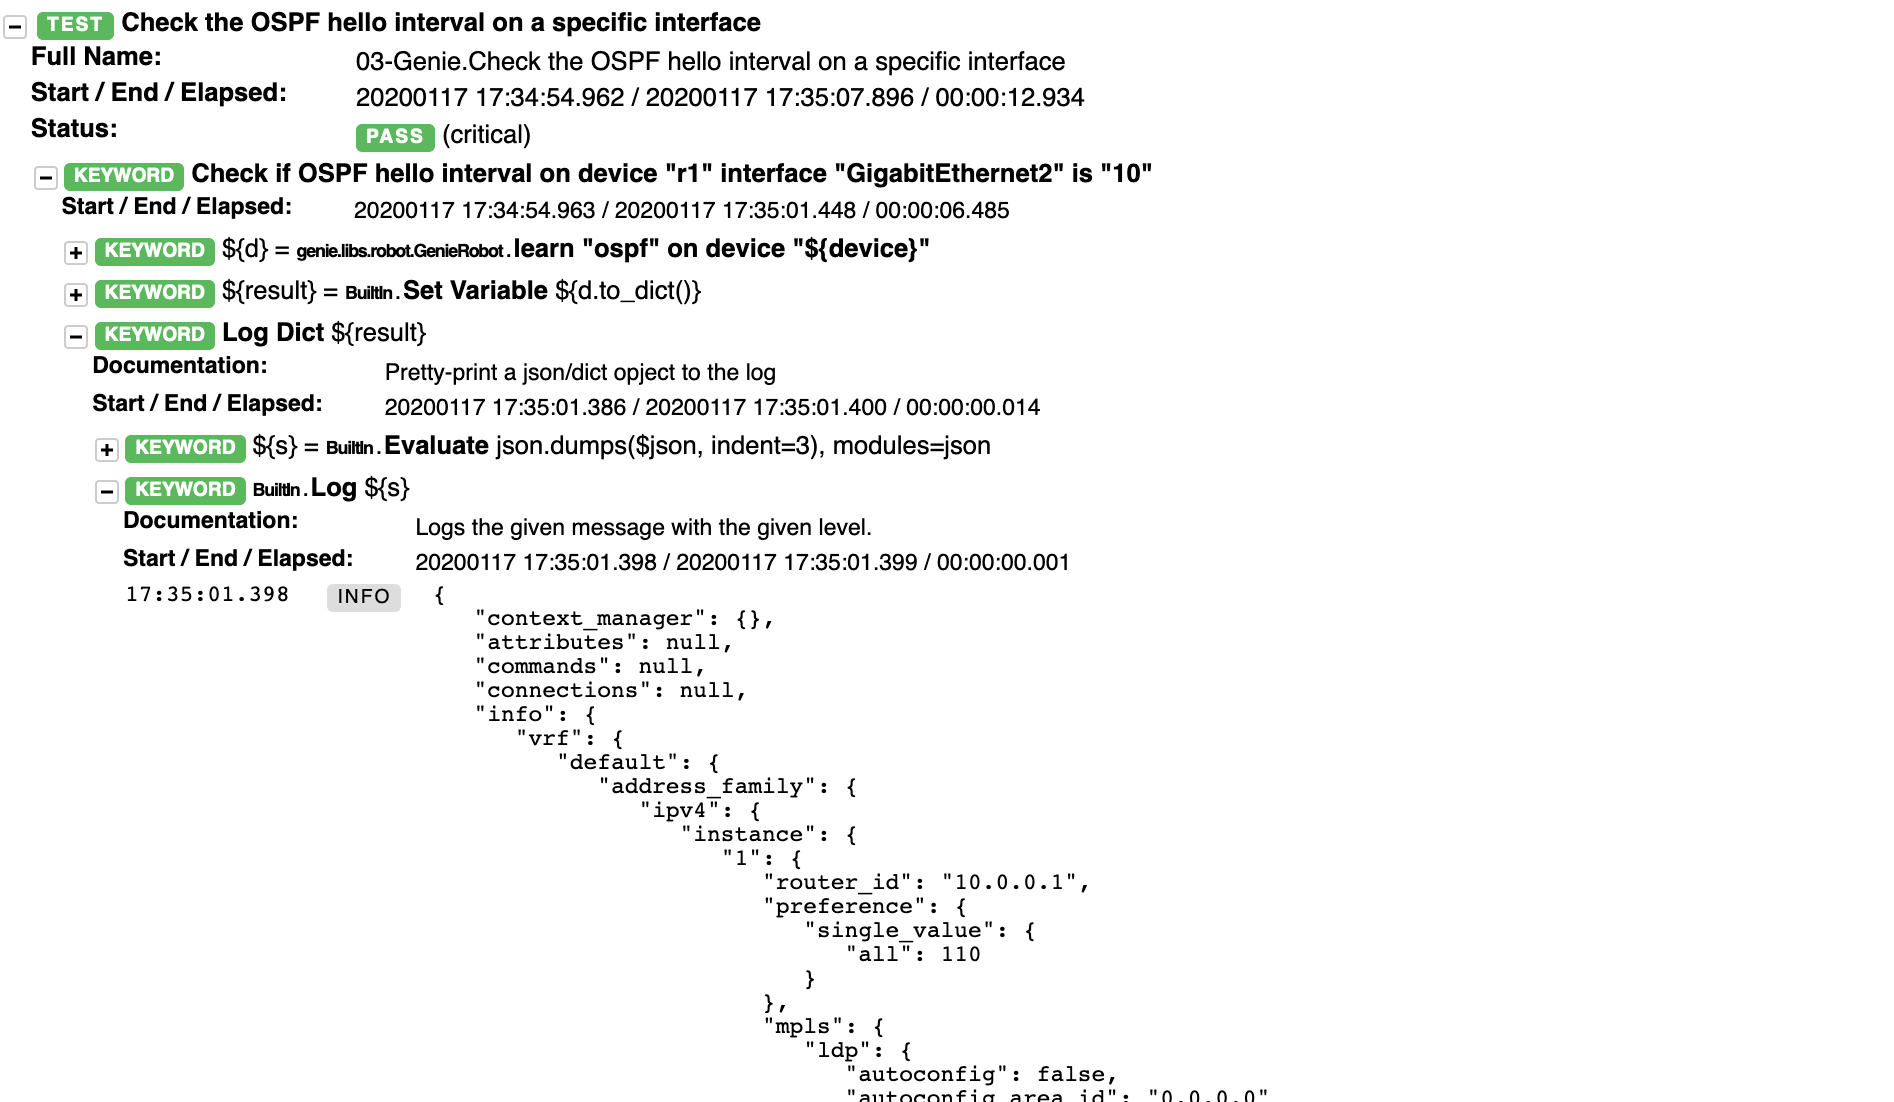 TEST Check the OSPF hello interval on a specific interface
Full Name: 03-Genie.Check the OSPF hello interval on a specific interface
Start / End / Elapsed: 20200117 17:34:54.962 / 20200117 17:35:07.896 / 00:00:12.934
Status: PASS (critical)
KEYWORD Check if OSPF hello interval on device "r1" interface "GigabitEthernet2" is "10"
Start / End / Elapsed: 20200117 17:34:54.963 / 20200117 17:35:01.448 / 00:00:06.485
KEYWORD ${d} = genie.libs.robot.GenieRobot.learn "ospf" on device "${device}"
KEYWORD ${result} = BuiltIn.Set Variable ${d.to_dict()}
KEYWORD Log Dict ${result}
Documentation: Pretty-print a json/dict opject to the log
Start / End / Elapsed: 20200117 17:35:01.386 / 20200117 17:35:01.400 / 00:00:00.014
KEYWORD ${s} = BuiltIn.Evaluate json.dumps($json, indent=3), modules=json
KEYWORD BuiltIn.Log ${s}
Documentation: Logs the given message with the given level.
Start / End / Elapsed: 20200117 17:35:01.398 / 20200117 17:35:01.399 / 00:00:00.001
17:35:01.398 INFO {
"context_manager": {},
"attributes": null,
"commands": null,
"connections": null,
"info": {
"vrf": {
"default": {
"address_family": {
"ipv4": {
"instance": {
"1": {
"router_id": "10.0.0.1",
"preference": {
"single_value": {
"all": 110
}
},
"mpls": {
"ldp": {
"autoconfig": false,
"autoconfig_area_id": "0.0.0.0"